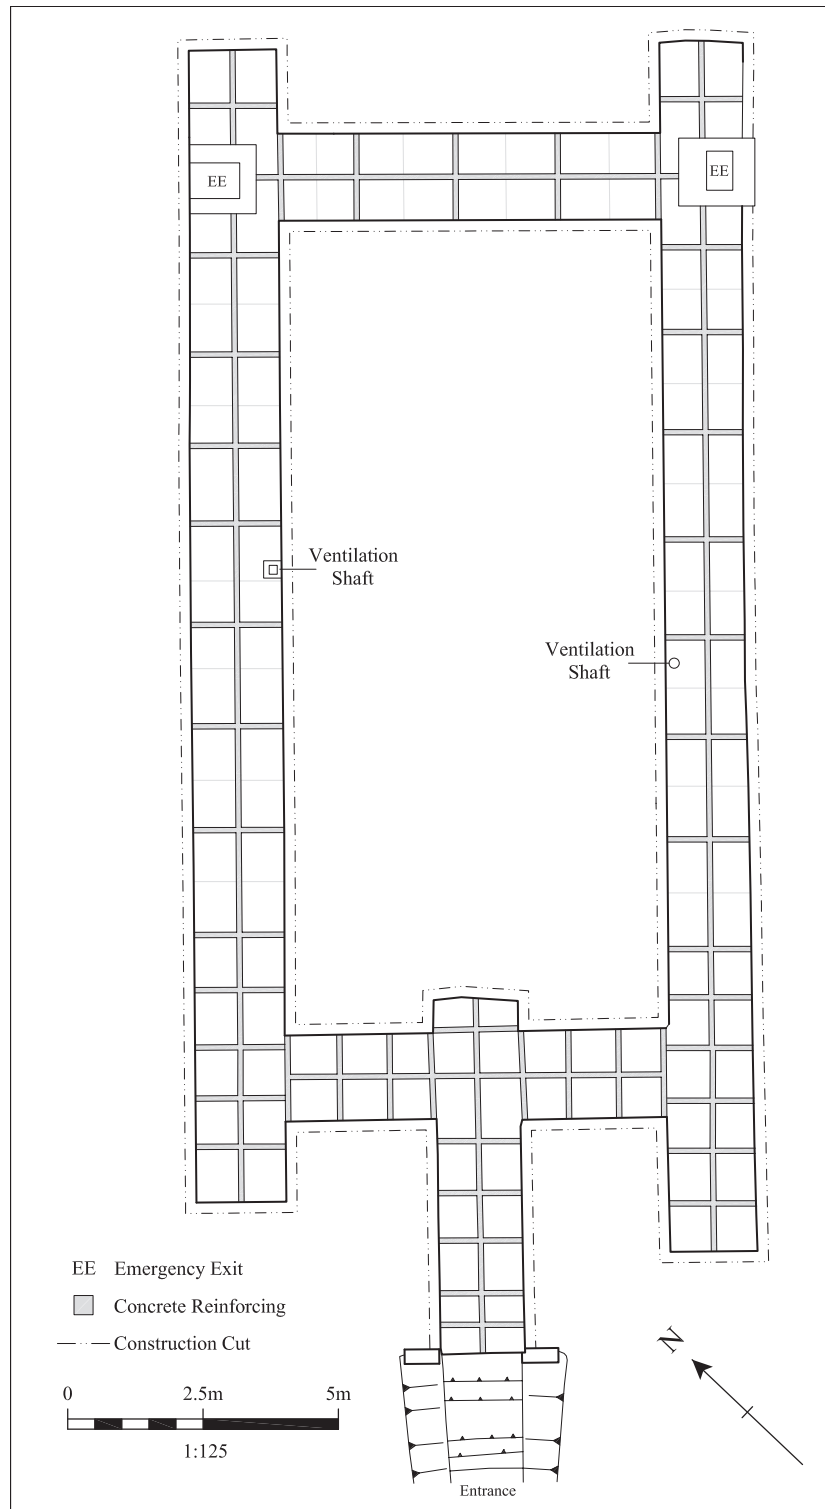 EE
EE
Ventilation
Shaft
Ventilation
Shaft
EE Emergency Exit
Concrete Reinforcing
Construction Cut
0 2.5m 5m
1:125
N
Entrance